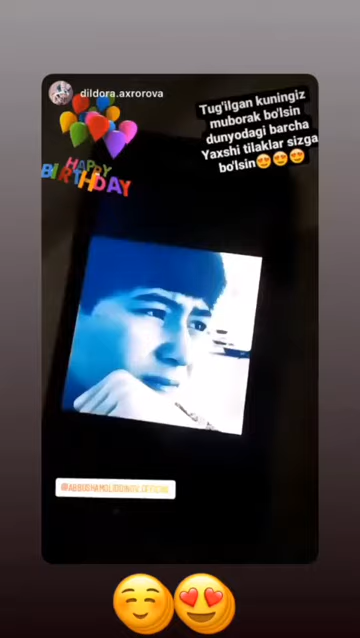 dildora.axrorova
Tug'ilgan kuningiz
muborak bo'lsin
dunyodagi barcha
Yaxshi tilaklar sizga
bo'lsin😍😍😍
HAPPY
BIRTHDAY